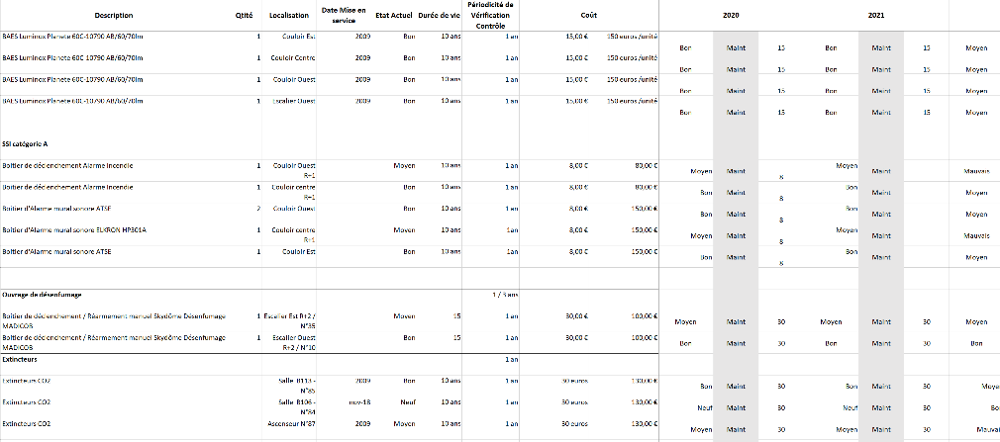 Description Qtité Localisation Date Mise en service Etat Actuel Durée de vie Périodicité de Vérification Contrôle Coût 2020 2021
BAES Luminox Planete 60C-10790 AB/60/70lm 1 Couloir Est 2009 Bon 10 ans 1 an 15,00 € 150 euros /unité
Bon Maint 15 Bon Maint 15 Moyen
BAES Luminox Planete 60C-10790 AB/60/70lm 1 Couloir Centre 2009 Bon 10 ans 1 an 15,00 € 150 euros /unité
Bon Maint 15 Bon Maint 15 Moyen
BAES Luminox Planete 60C-10790 AB/60/70lm 1 Couloir Ouest 2009 Bon 10 ans 1 an 15,00 € 150 euros /unité
Bon Maint 15 Bon Maint 15 Moyen
BAES Luminox Planete 60C-10790 AB/60/70lm 1 Escalier Ouest 2009 Bon 10 ans 1 an 15,00 € 150 euros /unité
Bon Maint 15 Bon Maint 15 Moyen
SSI catégorie A
Boitier de déclenchement Alarme Incendie 1 Couloir Ouest R+1 Moyen 10 ans 1 an 8,00 € 80,00 €
Moyen Maint 8 Moyen Maint Mauvais
Boitier de déclenchement Alarme Incendie 1 Couloir centre R+1 Bon 10 ans 1 an 8,00 € 80,00 €
Bon Maint 8 Bon Maint Moyen
Boitier d'Alarme mural sonore ATSE 2 Couloir Ouest Bon 10 ans 1an 8,00 € 150,00 €
Bon Maint 8 Bon Maint Moyen
Boitier d'Alarme mural sonore ELKRON HP301A 1 Couloir centre R+1 Moyen 10 ans 1an 8,00 € 150,00 €
Moyen Maint 8 Moyen Maint Mauvais
Boitier d'Alarme mural sonore ATSE 1 Couloir Est Bon 10 ans 1an 8,00 € 150,00 €
Bon Maint 8 Bon Maint Moyen
Ouvrage de désenfumage 1 / 3 ans
Boitier de déclenchement / Réarmement manuel Skydôme Désenfumage 1 Escalier Est R+2 / Moyen 15 1 an 30,00 € 100,00 €
MADICOB N°35 Moyen Maint 30 Moyen Maint 30 Moyen
Boitier de déclenchement / Réarmement manuel Skydôme Désenfumage 1 Escalier Ouest Bon 15 1 an 30,00 € 100,00 €
MADICOB R+2 / N°10 Bon Maint 30 Bon Maint 30 Bon
Extincteurs 1 an
Extincteurs CO2 Salle B113 - N°85 2009 Bon 10 ans 1 an 30 euros 130,00 €
Bon Maint 30 Bon Maint 30 Moye
Extincteurs CO2 Salle B106 - N°84 nov-18 Neuf 10 ans 1 an 30 euros 130,00 €
Neuf Maint 30 Neuf Maint 30 Bo
Extincteurs CO2 Ascenseur N°87 2009 Moyen 10 ans 1 an 30 euros 130,00 €
Moyen Maint 30 Moyen Maint 30 Mauvai